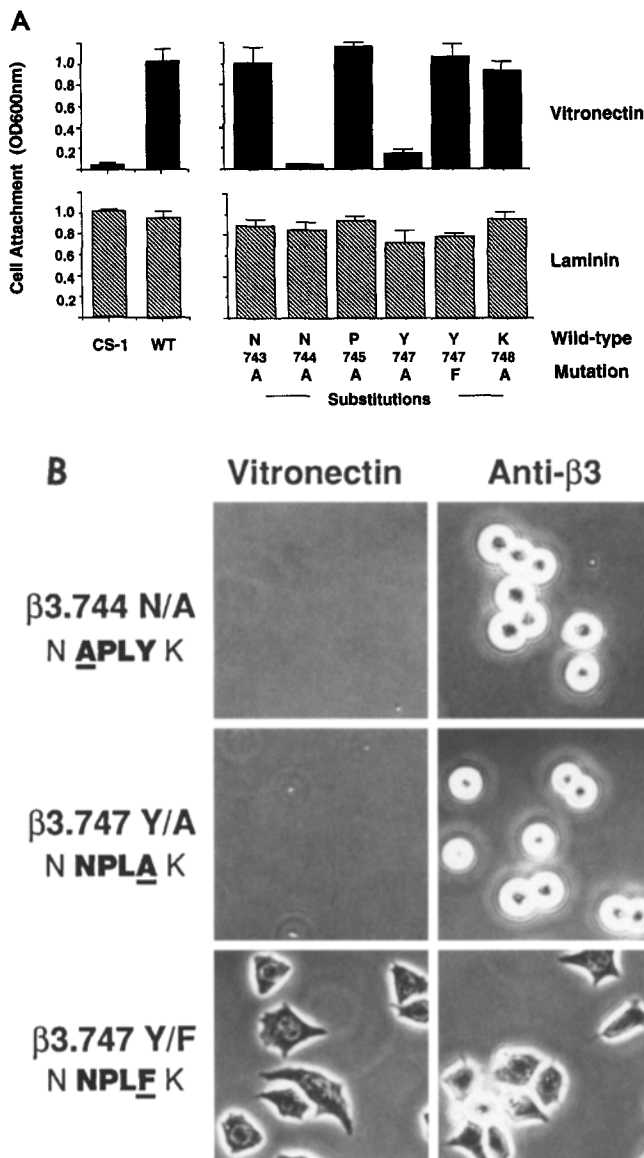 A
Cell Attachment (OD600nm)
1.0
0.8
0.6
0.4
0.2
Vitronectin
1.0
0.8
0.6
0.4
0.2
Laminin
CS-1 WT
N N P Y Y K Wild-type
743 744 745 747 747 748
A A A A F A Mutation
Substitutions
B
Vitronectin Anti-β3
β3.744 N/A
N APLY K
β3.747 Y/A
N NPLA K
β3.747 Y/F
N NPLF K